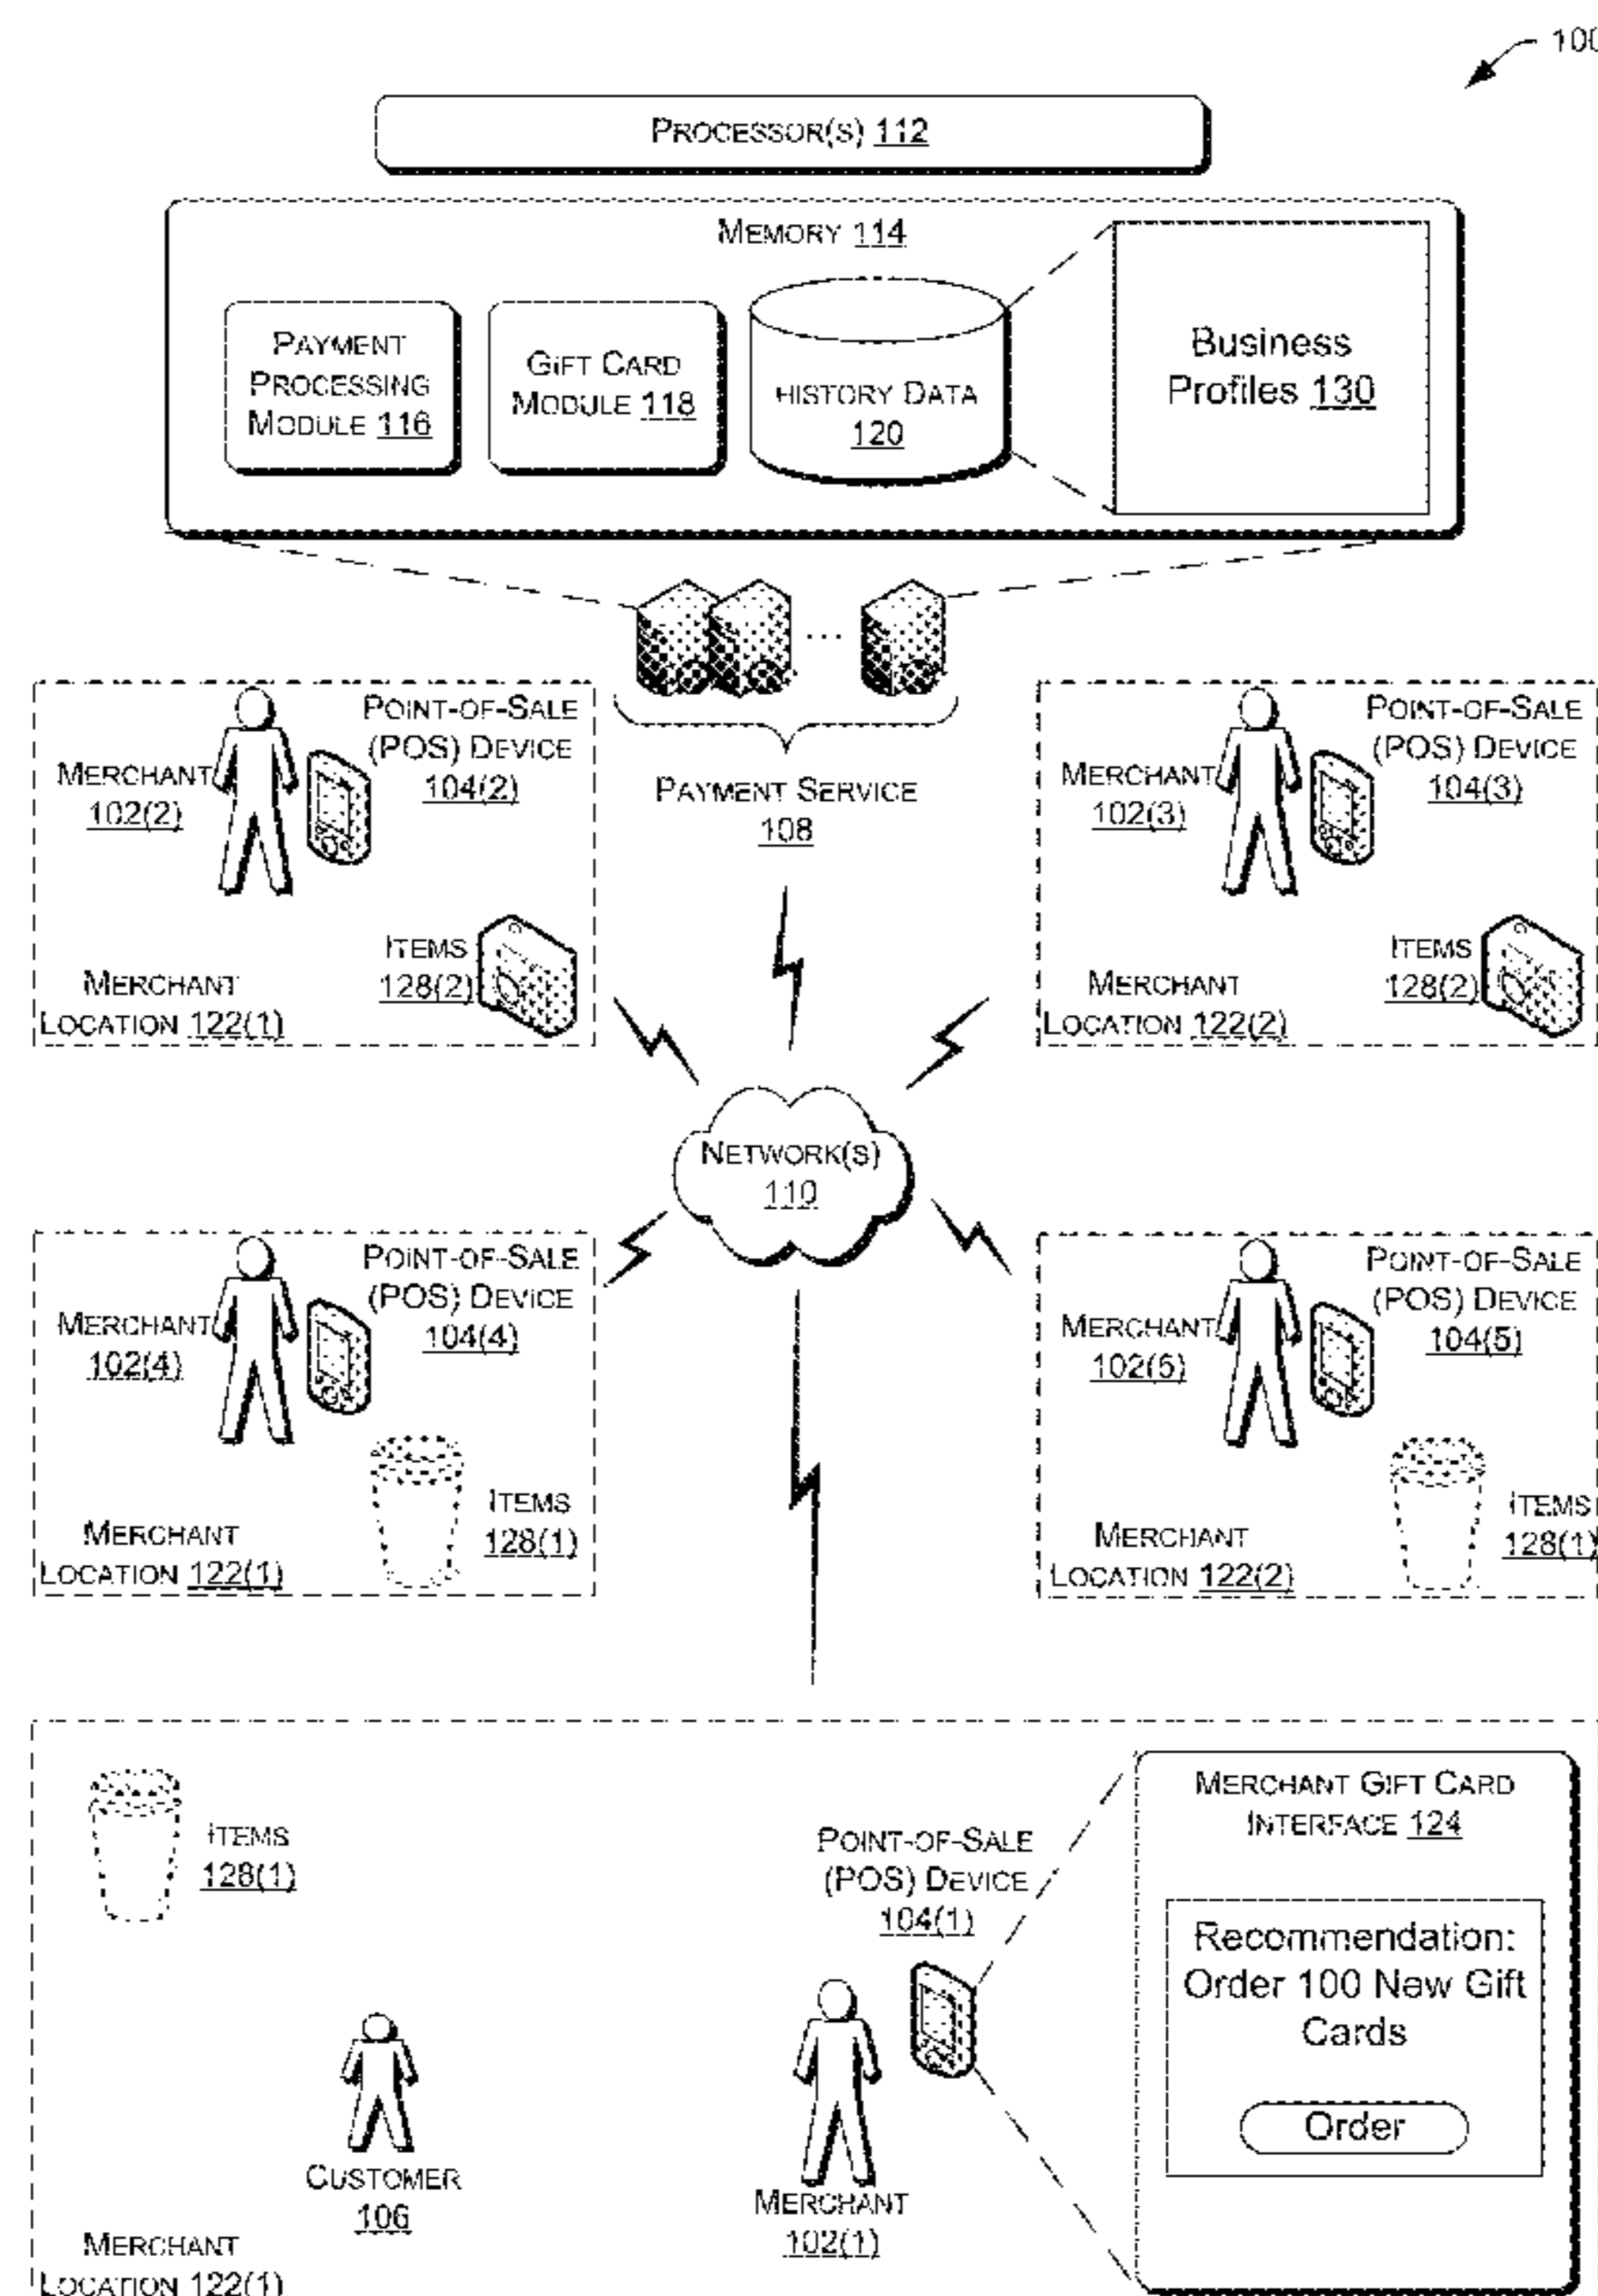 100
PROCESSOR(S) 112
MEMORY 114
PAYMENT
PROCESSING
MODULE 116
GIFT CARD
MODULE 118
HISTORY DATA
120
Business
Profiles 130
POINT-OF-SALE
(POS) DEVICE
104(2)
MERCHANT
102(2)
ITEMS
128(2)
MERCHANT
LOCATION 122(1)
PAYMENT SERVICE
108
POINT-OF-SALE
(POS) DEVICE
104(3)
MERCHANT
102(3)
ITEMS
128(2)
MERCHANT
LOCATION 122(2)
NETWORK(S)
110
POINT-OF-SALE
(POS) DEVICE
104(4)
MERCHANT
102(4)
ITEMS
128(1)
MERCHANT
LOCATION 122(1)
POINT-OF-SALE
(POS) DEVICE
104(5)
MERCHANT
102(5)
ITEMS
128(1)
MERCHANT
LOCATION 122(2)
ITEMS
128(1)
POINT-OF-SALE
(POS) DEVICE
104(1)
MERCHANT GIFT CARD
INTERFACE 124
Recommendation:
Order 100 New Gift
Cards
Order
CUSTOMER
106
MERCHANT
102(1)
MERCHANT
LOCATION 122(1)